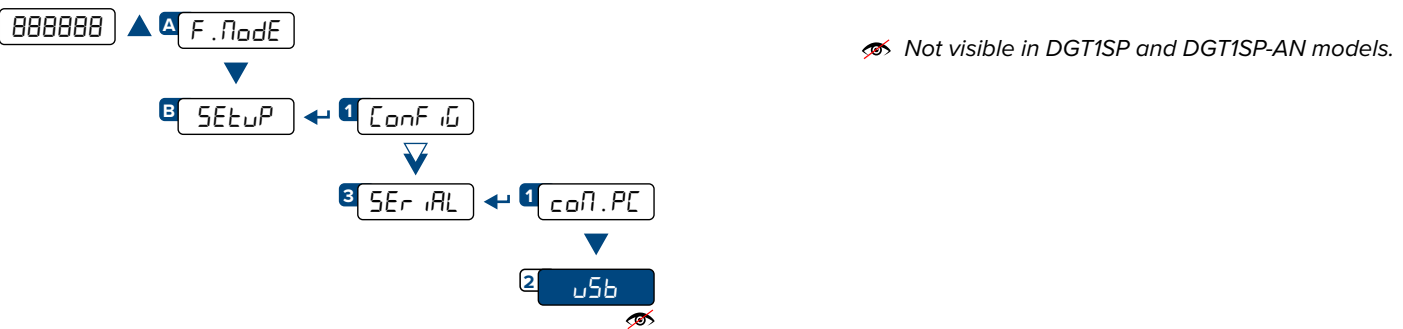 888888 A F.ModE
Not visible in DGT1SP and DGT1SP-AN models.
B SEtuP 1 ConFiG
3 SEriAL 1 coM.PC
2 uSb